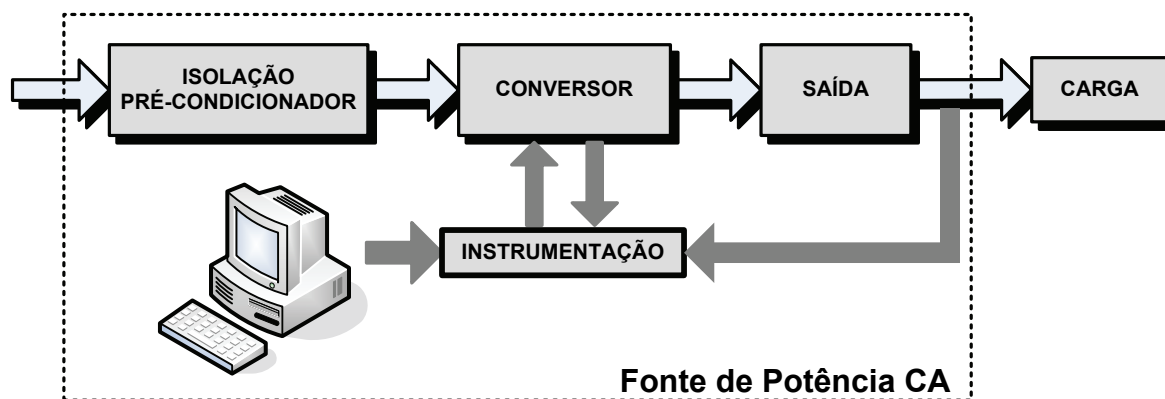 ISOLAÇÃO
PRÉ-CONDICIONADOR
CONVERSOR
SAÍDA
CARGA
INSTRUMENTAÇÃO
Fonte de Potência CA